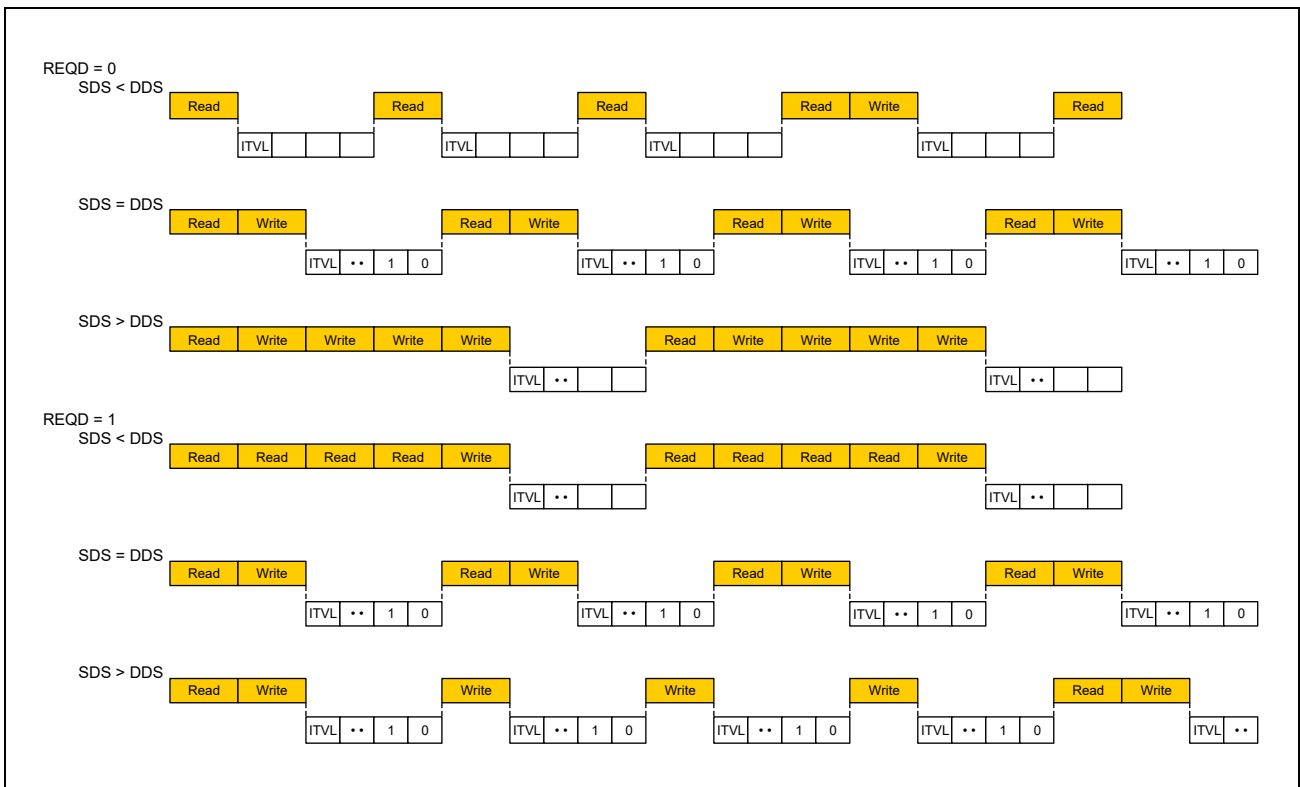 REQD = 0
SDS < DDS
Read Read Read Read Write Read
ITVL ITVL ITVL ITVL
SDS = DDS
Read Write Read Write Read Write Read Write
ITVL •• 1 0 ITVL •• 1 0 ITVL •• 1 0 ITVL •• 1 0
SDS > DDS
Read Write Write Write Write Read Write Write Write Write
ITVL •• ITVL ••
REQD = 1
SDS < DDS
Read Read Read Read Write Read Read Read Read Write
ITVL •• ITVL ••
SDS = DDS
Read Write Read Write Read Write Read Write
ITVL •• 1 0 ITVL •• 1 0 ITVL •• 1 0 ITVL •• 1 0
SDS > DDS
Read Write Write Write Write Read Write
ITVL •• 1 0 ITVL •• 1 0 ITVL •• 1 0 ITVL •• 1 0 ITVL ••